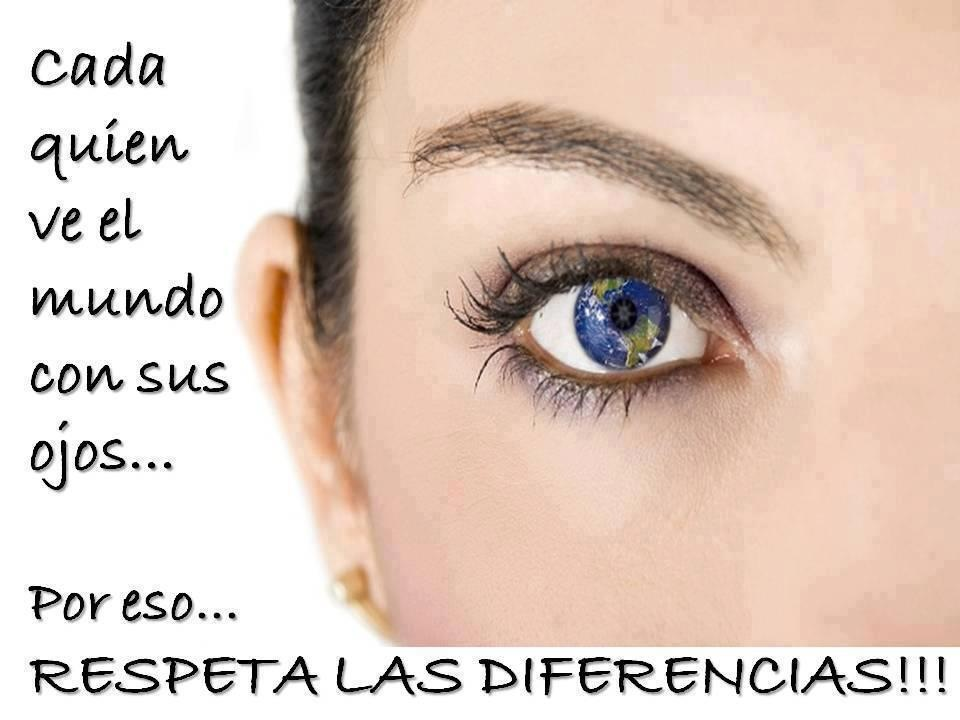 Cada
quien
ve el
mundo
con sus
ojos...
Por eso...
RESPETA LAS DIFERENCIAS!!!